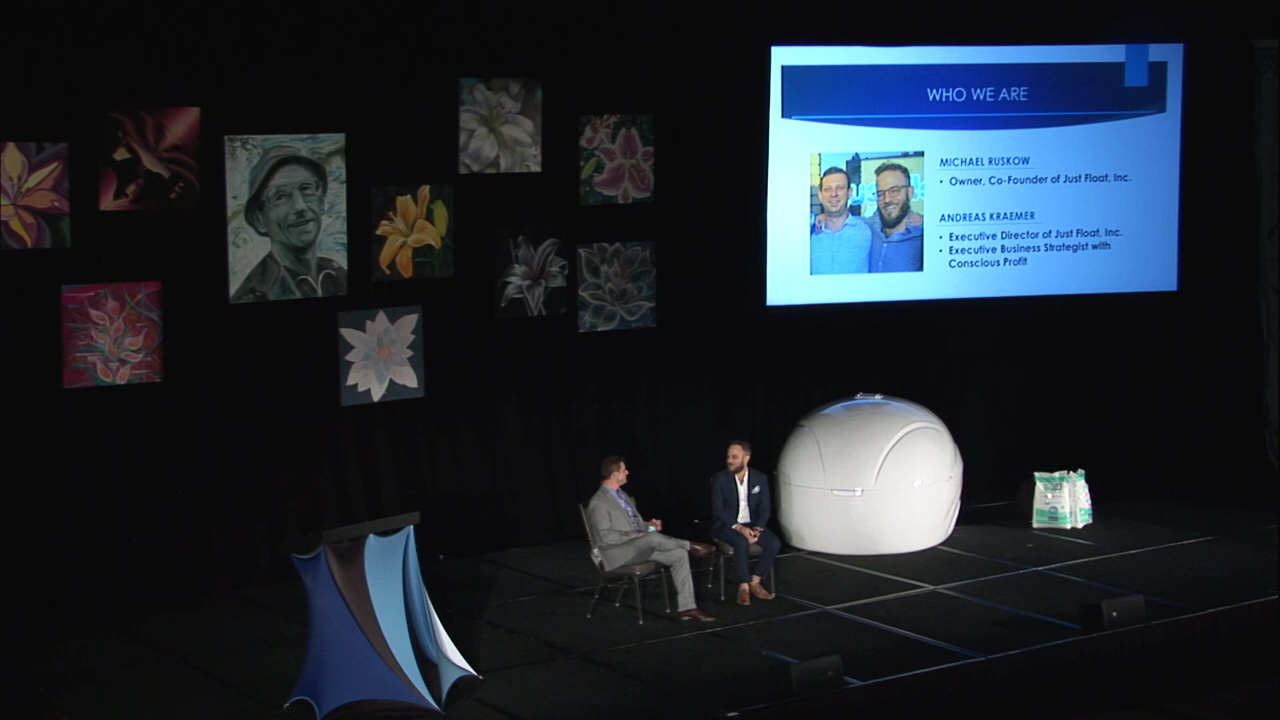 WHO WE ARE
MICHAEL RUSKOW
• Owner, Co-Founder of Just Float, Inc.
ANDREAS KRAEMER
• Executive Director of Just Float, Inc.
• Executive Business Strategist with
Conscious Profit